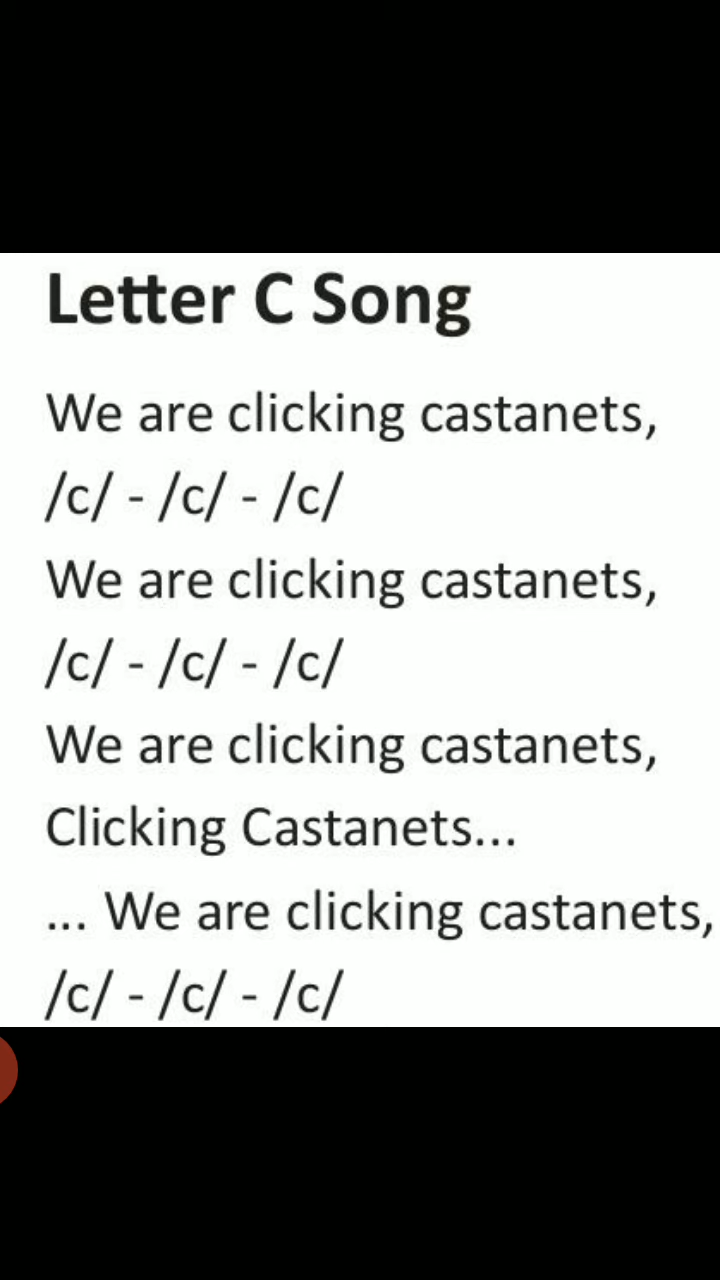 Letter C Song
We are clicking castanets,
/c/ - /c/ - /c/
We are clicking castanets,
/c/ - /c/ - /c/
We are clicking castanets,
Clicking Castanets...
... We are clicking castanets,
/c/ - /c/ - /c/